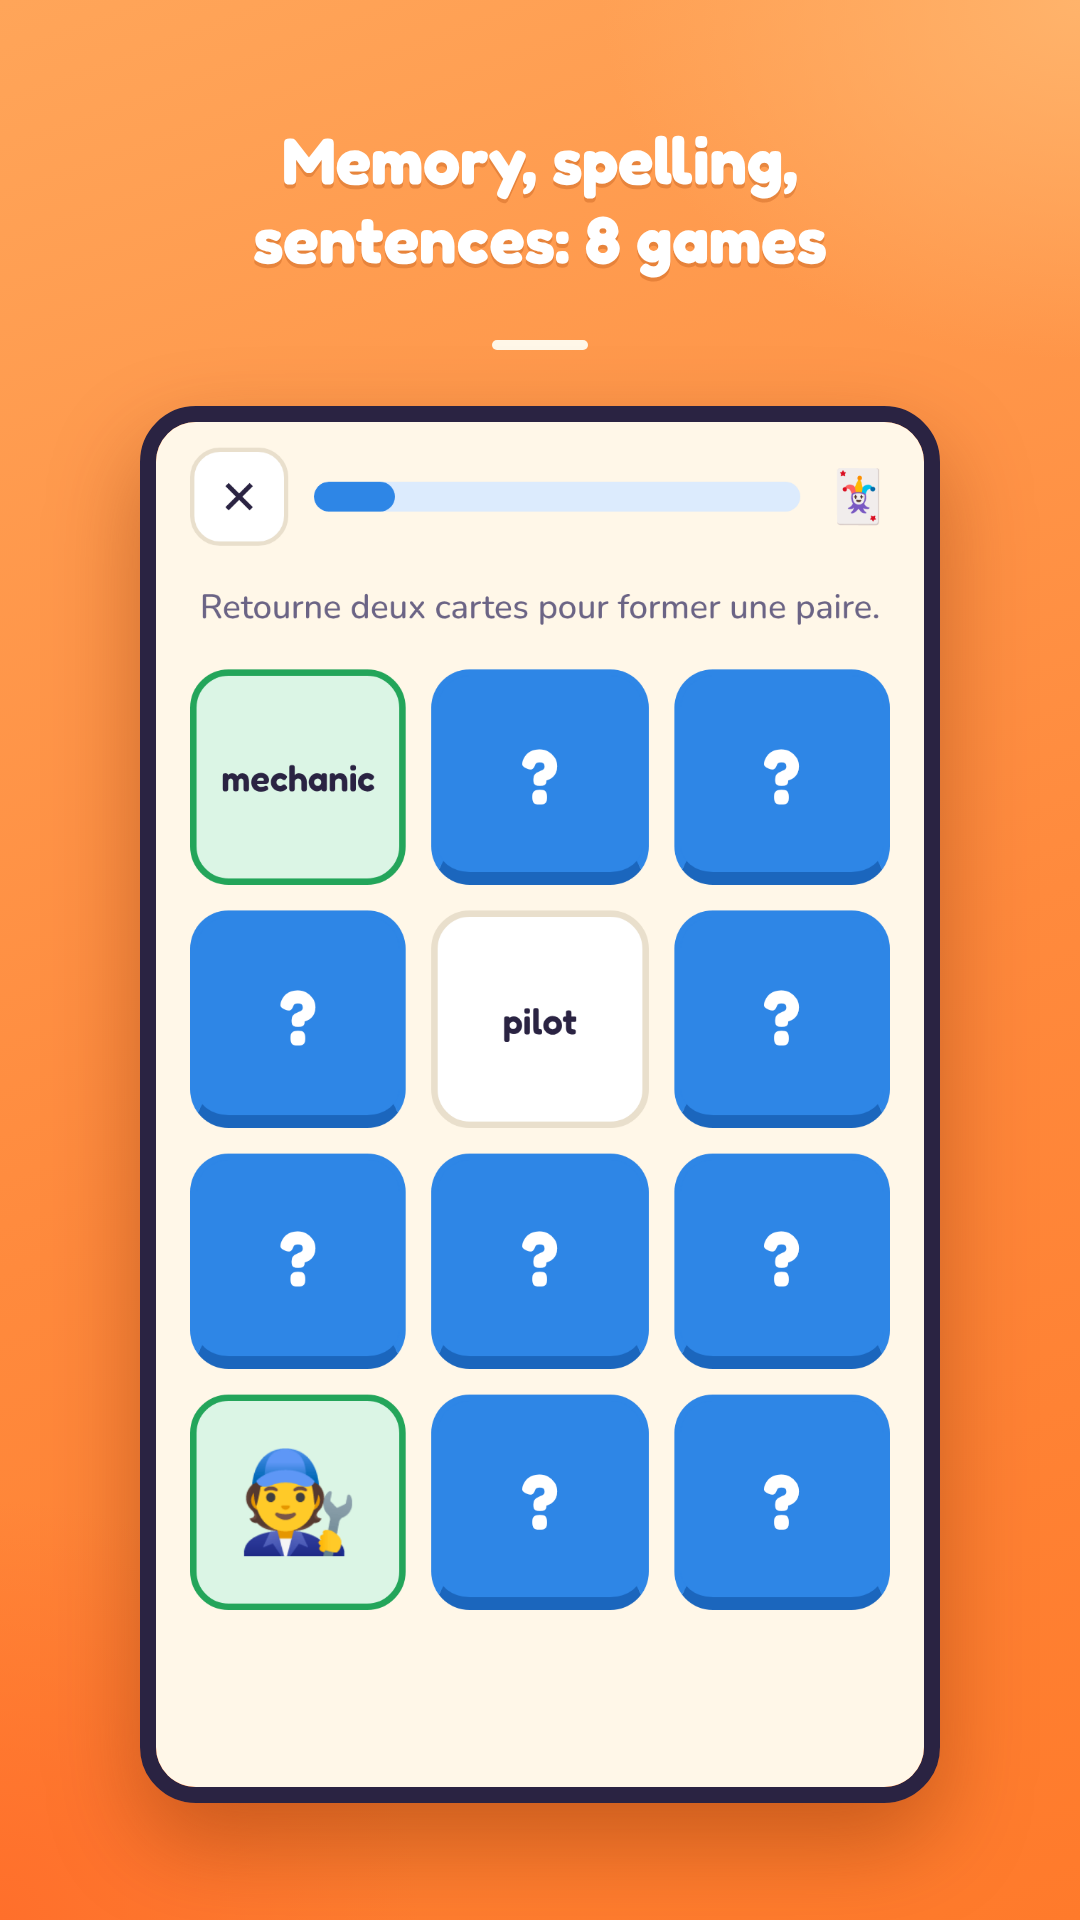 Memory, spelling,
sentences: 8 games
Retourne deux cartes pour former une paire.
mechanic
?
?
?
pilot
?
?
?
?
?
?